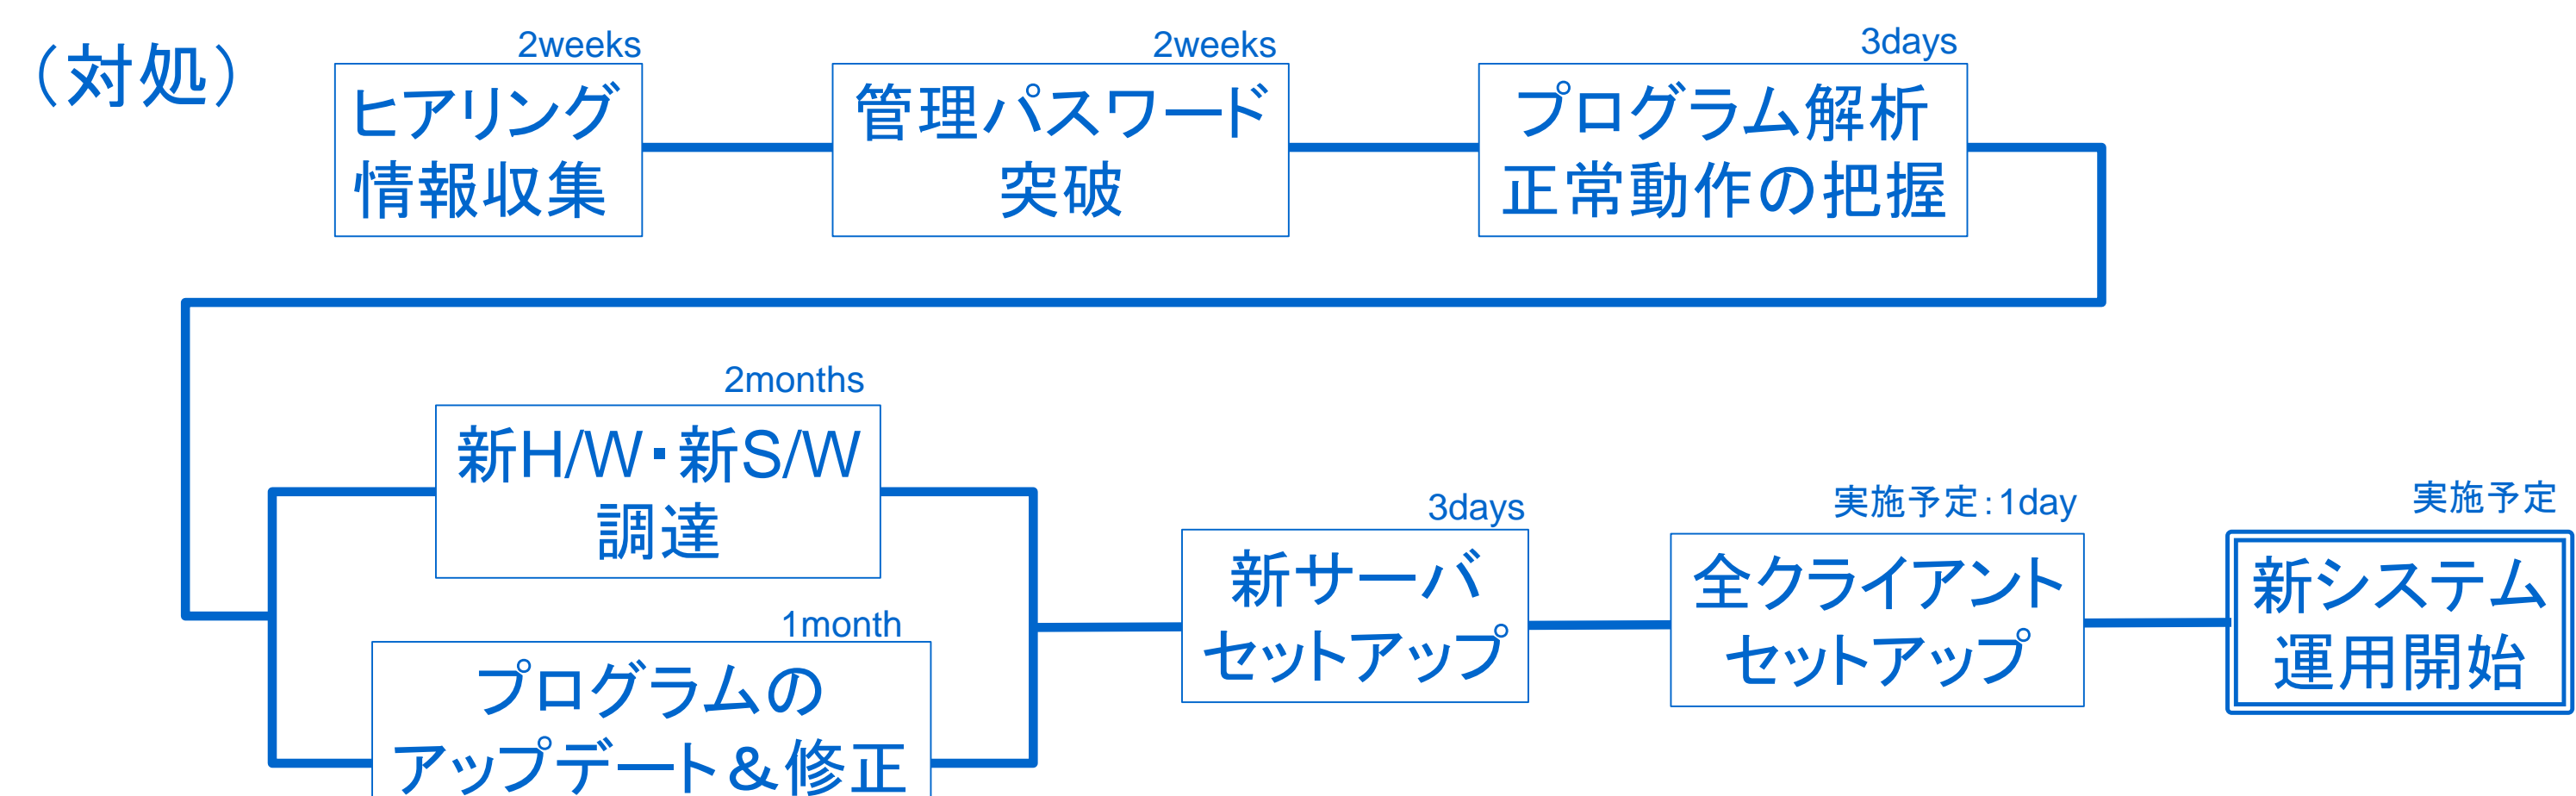 （対処）
2weeks
ヒアリング
情報収集
2weeks
管理パスワード
突破
3days
プログラム解析
正常動作の把握
2months
新H/W・新S/W
調達
1month
プログラムの
アップデート＆修正
3days
新サーバ
セットアップ
実施予定：1day
全クライアント
セットアップ
実施予定
新システム
運用開始